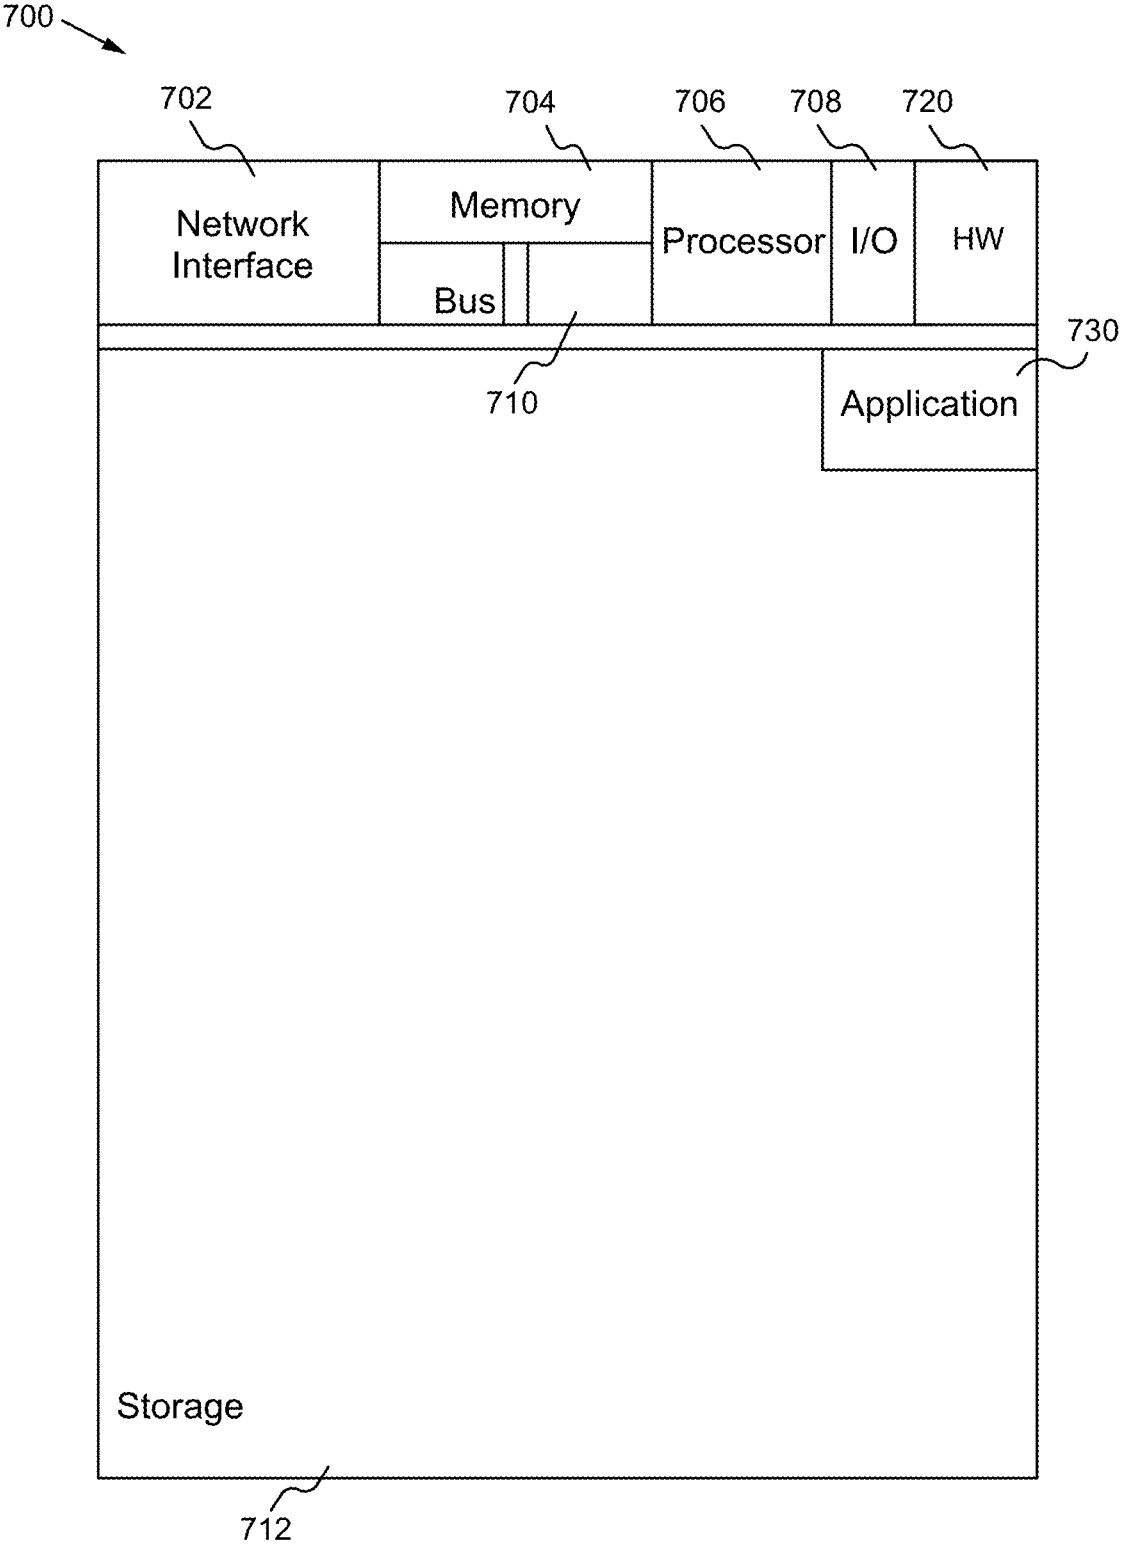 700
702
704
706
708
720
Network
Interface
Memory
Processor
I/O
HW
Bus
730
710
Application
Storage
712